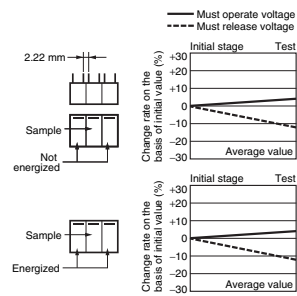 Must operate voltage
Must release voltage
2.22 mm
Sample
Not
energized
Initial stage Test
Change rate on the
basis of initial value (%)
+30
+20
+10
0
−10
−20
−30
Average value
Sample
Energized
Initial stage Test
Change rate on the
basis of initial value (%)
+30
+20
+10
0
−10
−20
−30
Average value